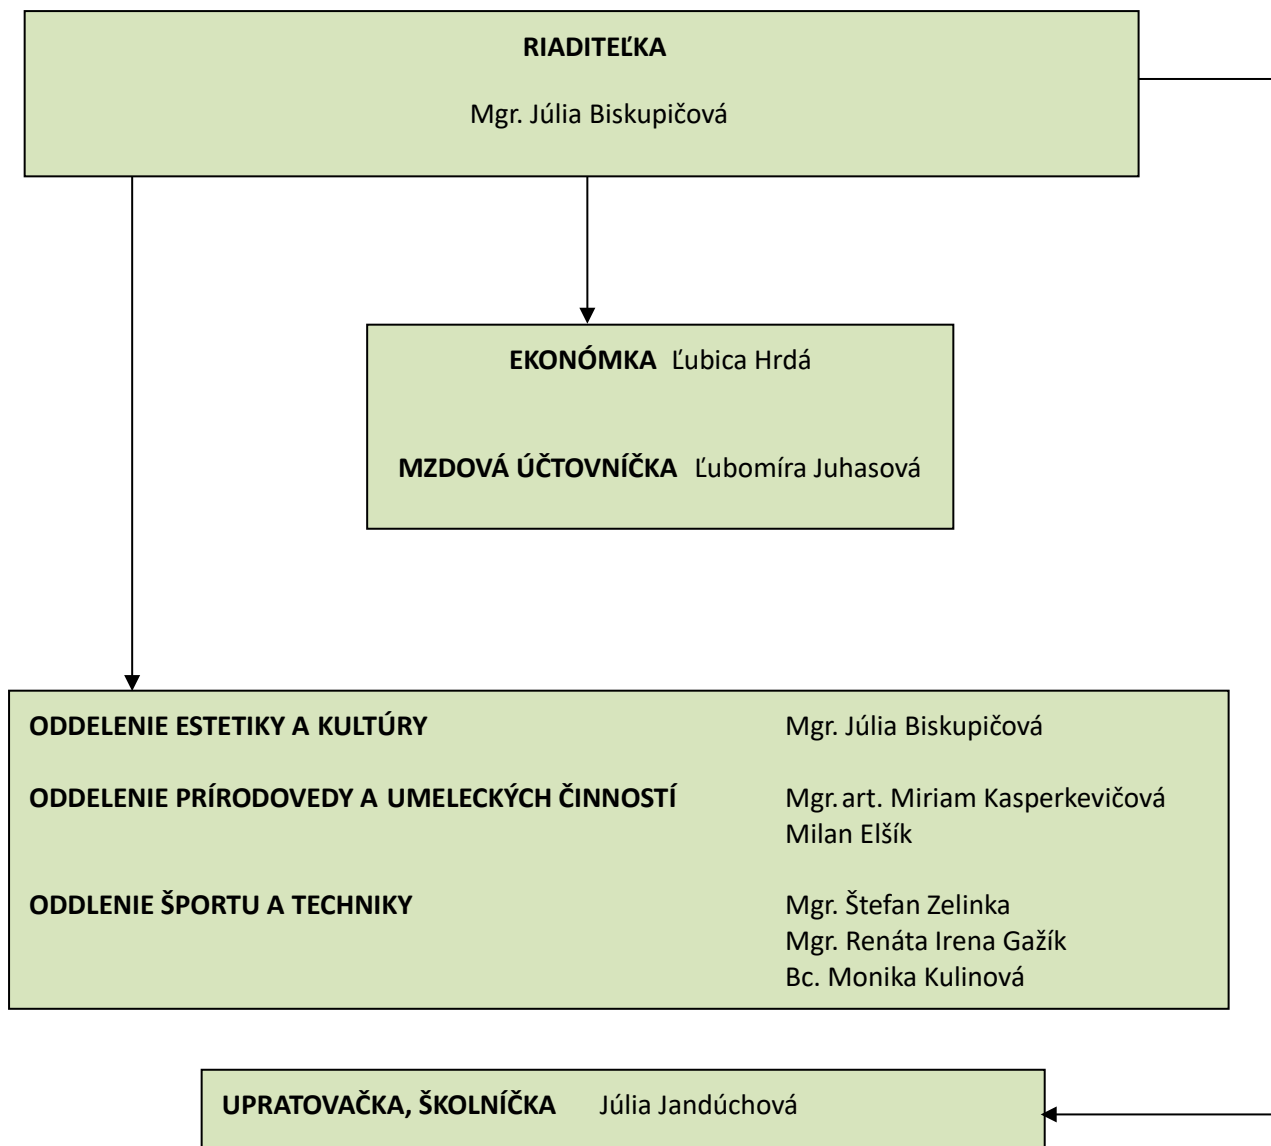 RIADITEĽKA
Mgr. Júlia Biskupičová
EKONÓMKA Ľubica Hrdá
MZDOVÁ ÚČTOVNÍČKA Ľubomíra Juhasová
ODDELENIE ESTETIKY A KULTÚRY Mgr. Júlia Biskupičová
ODDELENIE PRÍRODOVEDY A UMELECKÝCH ČINNOSTÍ Mgr. art. Miriam Kasperkevičová
Milan Elšík
ODDLENIE ŠPORTU A TECHNIKY Mgr. Štefan Zelinka
Mgr. Renáta Irena Gažík
Bc. Monika Kulinová
UPRATOVAČKA, ŠKOLNÍČKA Júlia Jandúchová